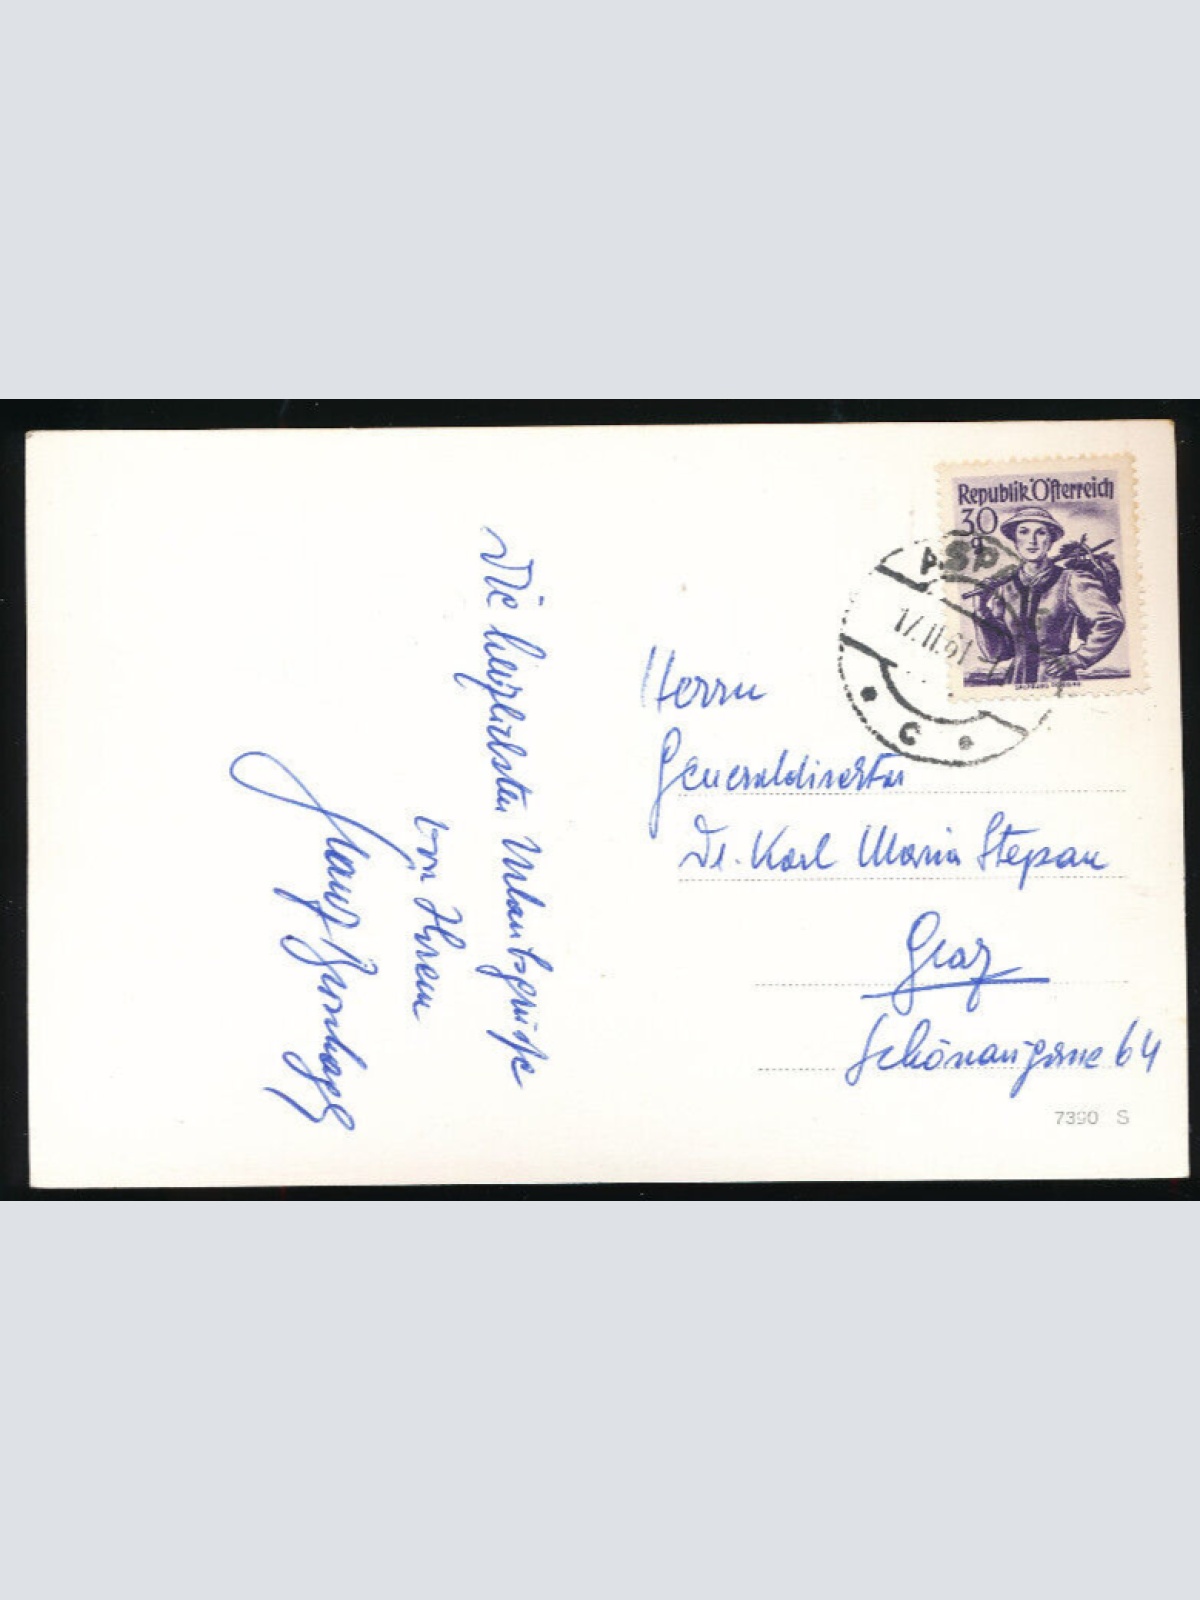 Die herzlichsten Urlaubsgrüße
von Ihrem
Republik Österreich
30 g
ASP
17.II.61
C
Herrn
Generaldirektor
Dr. Karl Maria Stepan
Graz
Schönaugasse 64
7390 S